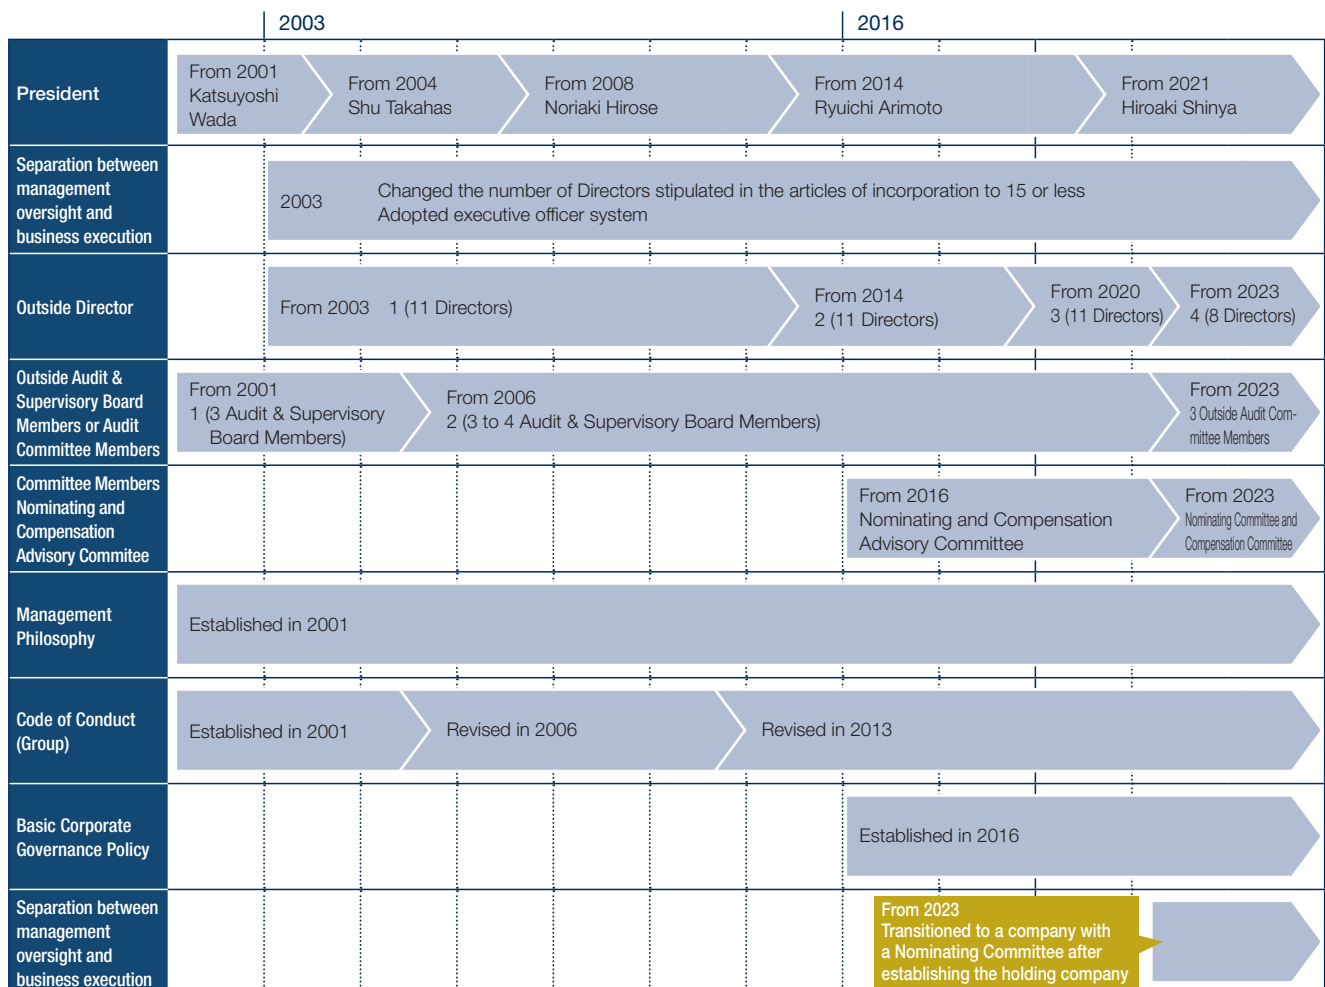 2003
2016
President
From 2001
Katsuyoshi
Wada
From 2004
Shu Takahas
From 2008
Noriaki Hirose
From 2014
Ryuichi Arimoto
From 2021
Hiroaki Shinya
Separation between
management
oversight and
business execution
2003
Changed the number of Directors stipulated in the articles of incorporation to 15 or less
Adopted executive officer system
Outside Director
From 2003   1 (11 Directors)
From 2014
2 (11 Directors)
From 2020
3 (11 Directors)
From 2023
4 (8 Directors)
Outside Audit &
Supervisory Board
Members or Audit
Committee Members
From 2001
1 (3 Audit & Supervisory
Board Members)
From 2006
2 (3 to 4 Audit & Supervisory Board Members)
From 2023
3 Outside Audit Com-
mittee Members
Committee Members
Nominating and
Compensation
Advisory Commitee
From 2016
Nominating and Compensation
Advisory Committee
From 2023
Nominating Committee and
Compensation Committee
Management
Philosophy
Established in 2001
Code of Conduct
(Group)
Established in 2001
Revised in 2006
Revised in 2013
Basic Corporate
Governance Policy
Established in 2016
Separation between
management
oversight and
business execution
From 2023
Transitioned to a company with
a Nominating Committee after
establishing the holding company